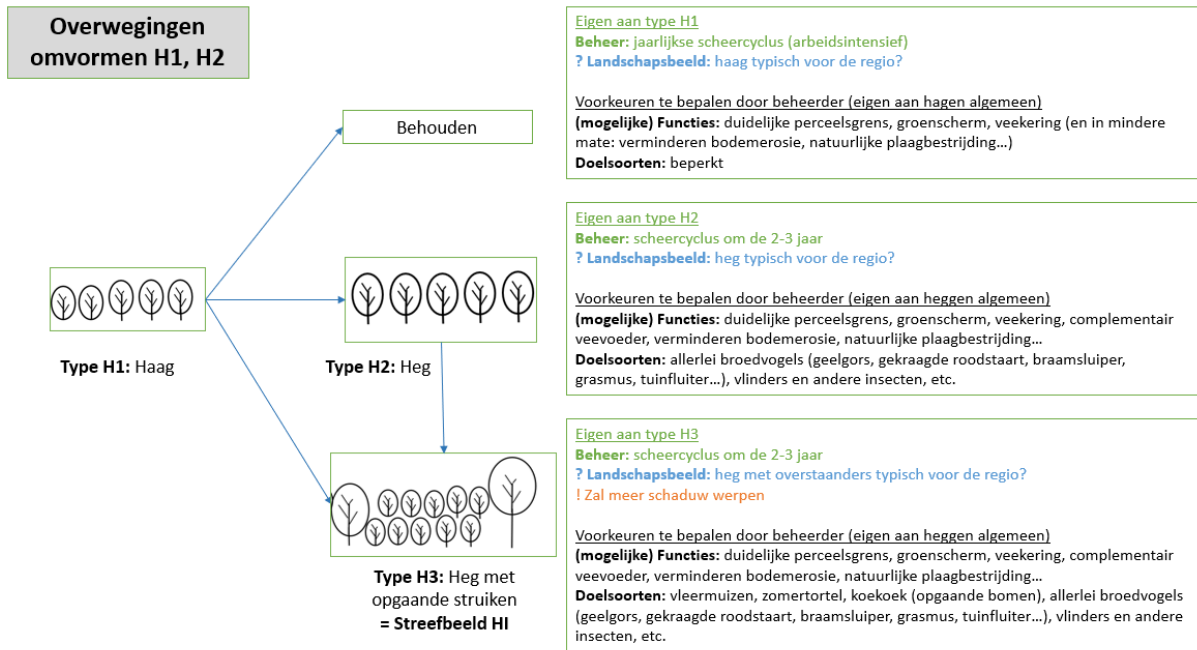 Overwegingen
omvormen H1, H2
Behouden
Type H1: Haag
Type H2: Heg
Type H3: Heg met
opgaande struiken
= Streefbeeld HI
Eigen aan type H1
Beheer: jaarlijkse scheercyclus (arbeidsintensief)
? Landschapsbeeld: haag typisch voor de regio?
Voorkeuren te bepalen door beheerder (eigen aan hagen algemeen)
(mogelijke) Functies: duidelijke perceelsgrens, groenscherm, veekering (en in mindere
mate: verminderen bodemerosie, natuurlijke plaagbestrijding…)
Doelsoorten: beperkt
Eigen aan type H2
Beheer: scheercyclus om de 2-3 jaar
? Landschapsbeeld: heg typisch voor de regio?
Voorkeuren te bepalen door beheerder (eigen aan heggen algemeen)
(mogelijke) Functies: duidelijke perceelsgrens, groenscherm, veekering, complementair
veevoeder, verminderen bodemerosie, natuurlijke plaagbestrijding…
Doelsoorten: allerlei broedvogels (geelgors, gekraagde roodstaart, braamsluiper,
grasmus, tuinfluiter…), vlinders en andere insecten, etc.
Eigen aan type H3
Beheer: scheercyclus om de 2-3 jaar
? Landschapsbeeld: heg met overstaanders typisch voor de regio?
! Zal meer schaduw werpen
Voorkeuren te bepalen door beheerder (eigen aan heggen algemeen)
(mogelijke) Functies: duidelijke perceelsgrens, groenscherm, veekering, complementair
veevoeder, verminderen bodemerosie, natuurlijke plaagbestrijding…
Doelsoorten: vleermuizen, zomertortel, koekoek (opgaande bomen), allerlei broedvogels
(geelgors, gekraagde roodstaart, braamsluiper, grasmus, tuinfluiter…), vlinders en andere
insecten, etc.